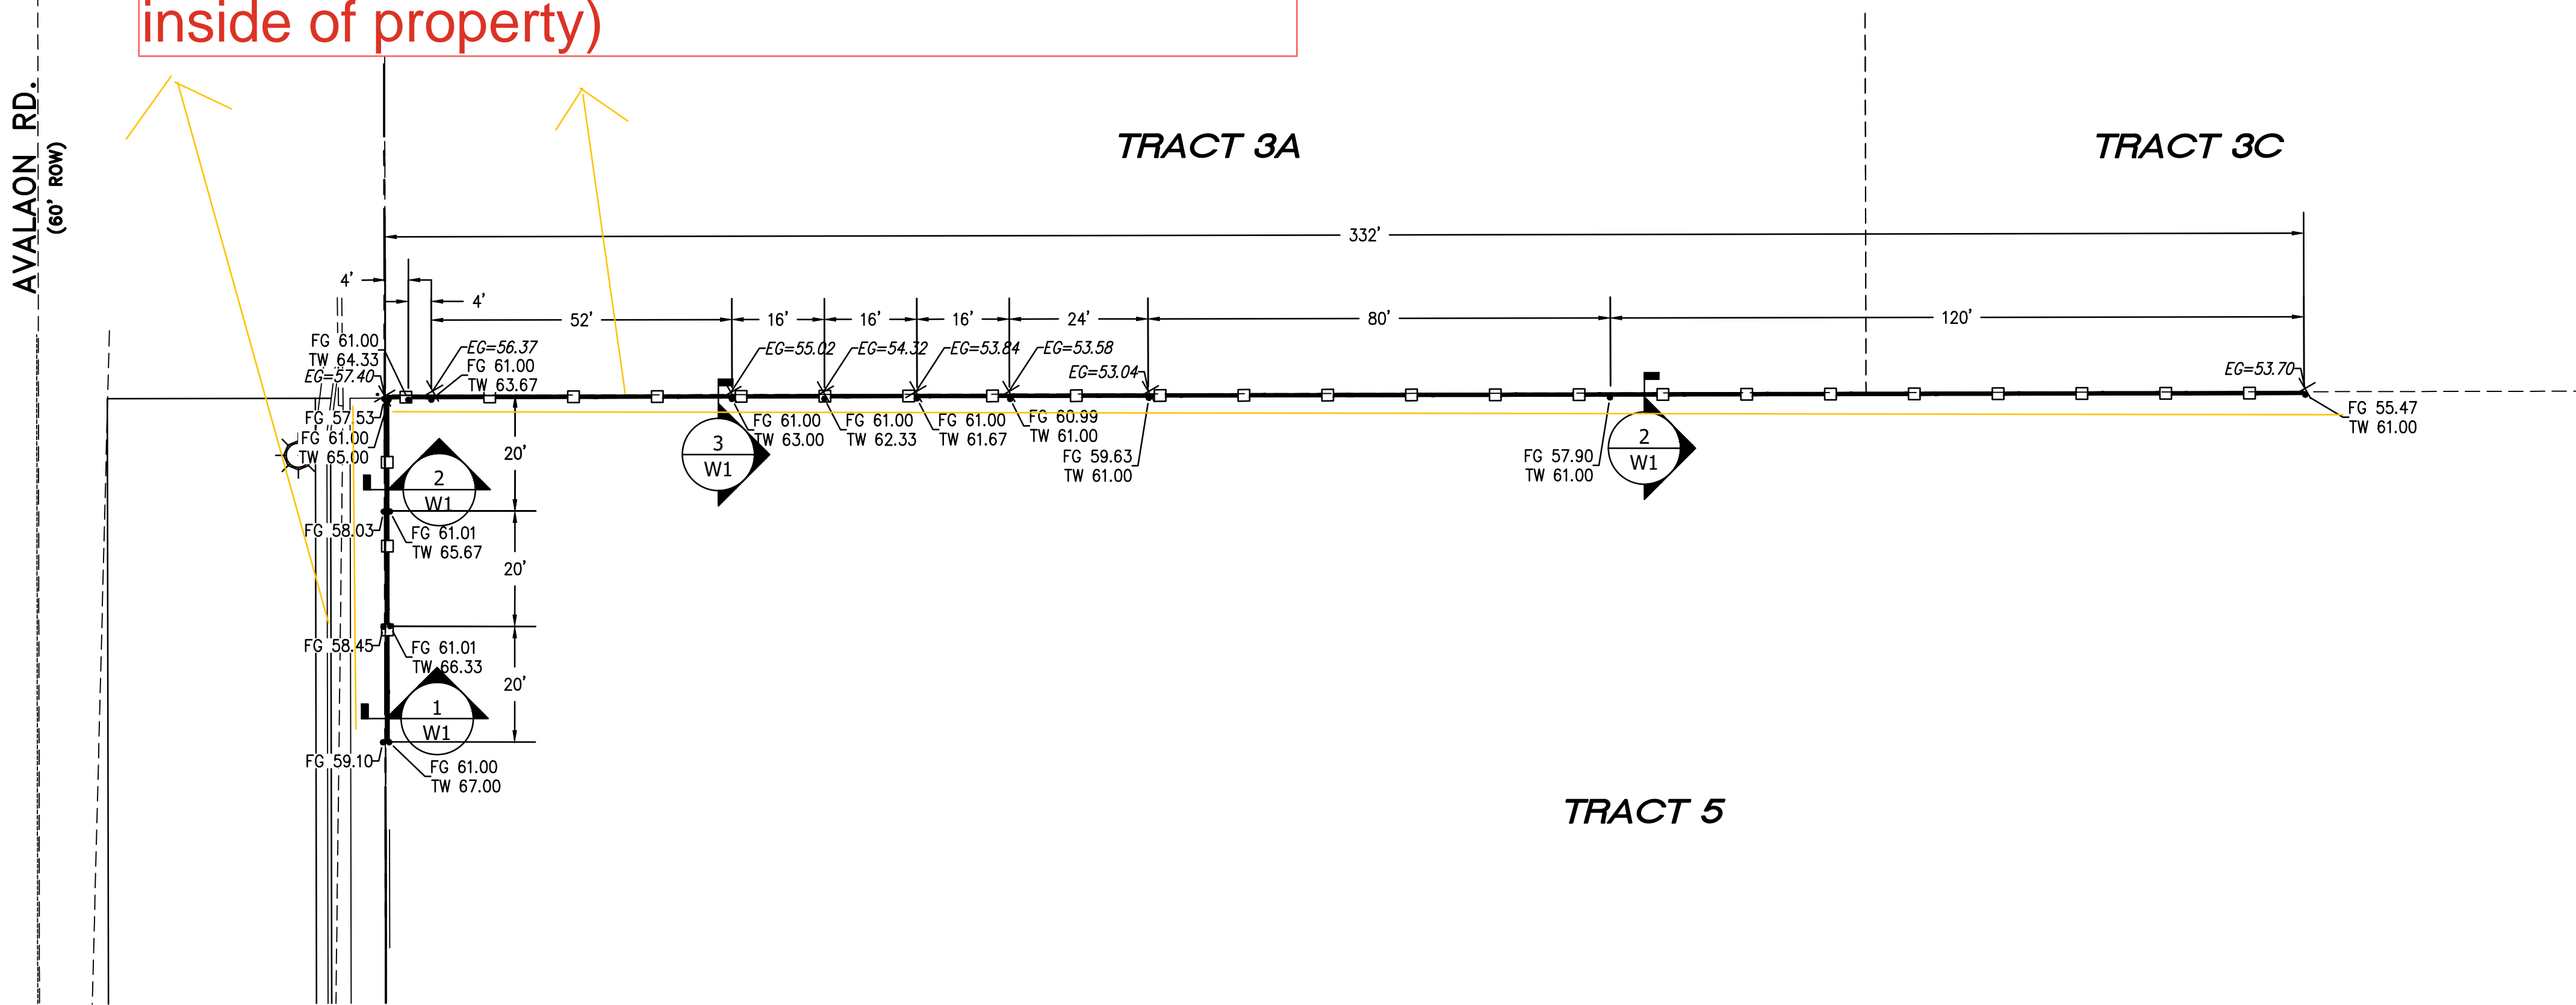 inside of property)
AVALAON RD.
(60' ROW)
TRACT 3A
TRACT 3C
332'
4'
4'
52'
16'
16'
16'
24'
80'
120'
FG 61.00
TW 64.33
EG=57.40
EG=56.37
FG 61.00
TW 63.67
EG=55.02
EG=54.32
EG=53.84
EG=53.58
EG=53.04
EG=53.70
FG 57.53
FG 61.00
TW 65.00
FG 61.00
TW 63.00
FG 61.00
TW 62.33
FG 61.00
TW 61.67
FG 60.99
TW 61.00
FG 59.63
TW 61.00
FG 57.90
TW 61.00
FG 55.47
TW 61.00
20'
3
W1
2
W1
2
W1
FG 58.03
FG 61.01
TW 65.67
20'
FG 58.45
FG 61.01
TW 66.33
20'
1
W1
FG 59.10
FG 61.00
TW 67.00
TRACT 5